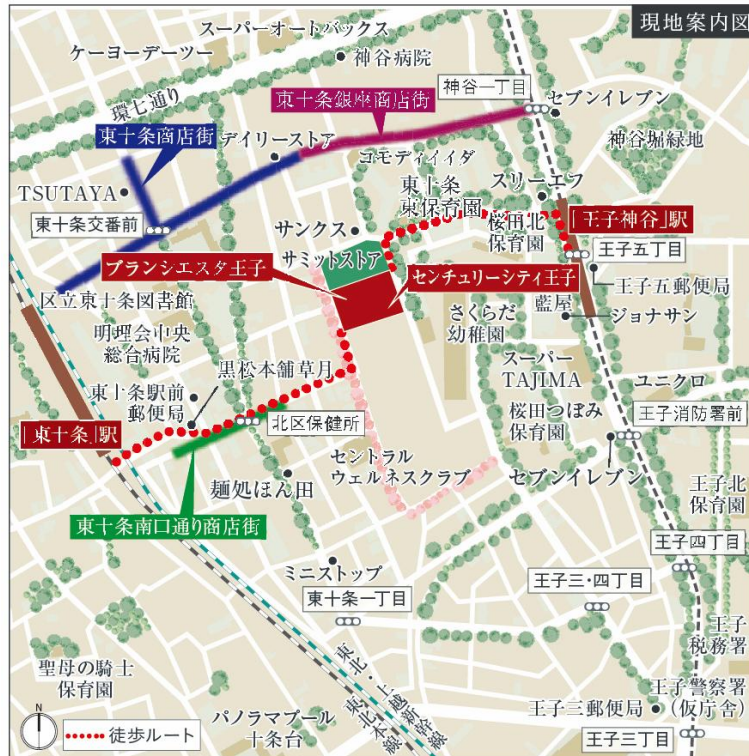 現地案内図
スーパーオートバックス
ケーヨーデーツー
神谷病院
環七通り
東十条銀座商店街
神谷一丁目
セブンイレブン
東十条商店街
デイリーストア
コモディイイダ
神谷堀緑地
TSUTAYA
東十条
東保育園
スリーエフ
東十条交番前
サンクス
桜田北
保育園
「王子神谷」駅
サミットストア
王子五丁目
ブランシエスタ王子
センチュリーシティ王子
区立東十条図書館
さくらだ
幼稚園
藍屋
王子五郵便局
ジョナサン
明理会中央
総合病院
黒松本舗草月
スーパー
TAJIMA
ユニクロ
東十条駅前
郵便局
桜田つぼみ
保育園
王子消防署前
「東十条」駅
北区保健所
セントラル
ウェルネスクラブ
セブンイレブン
麺処ほん田
王子北
保育園
東十条南口通り商店街
王子四丁目
ミニストップ
王子三・四丁目
東十条一丁目
王子
税務署
聖母の騎士
保育園
東北・上越新幹線
東北本線
王子警察署
(仮庁舎)
王子三郵便局
パノラマプール
十条台
王子三丁目
N
徒歩ルート